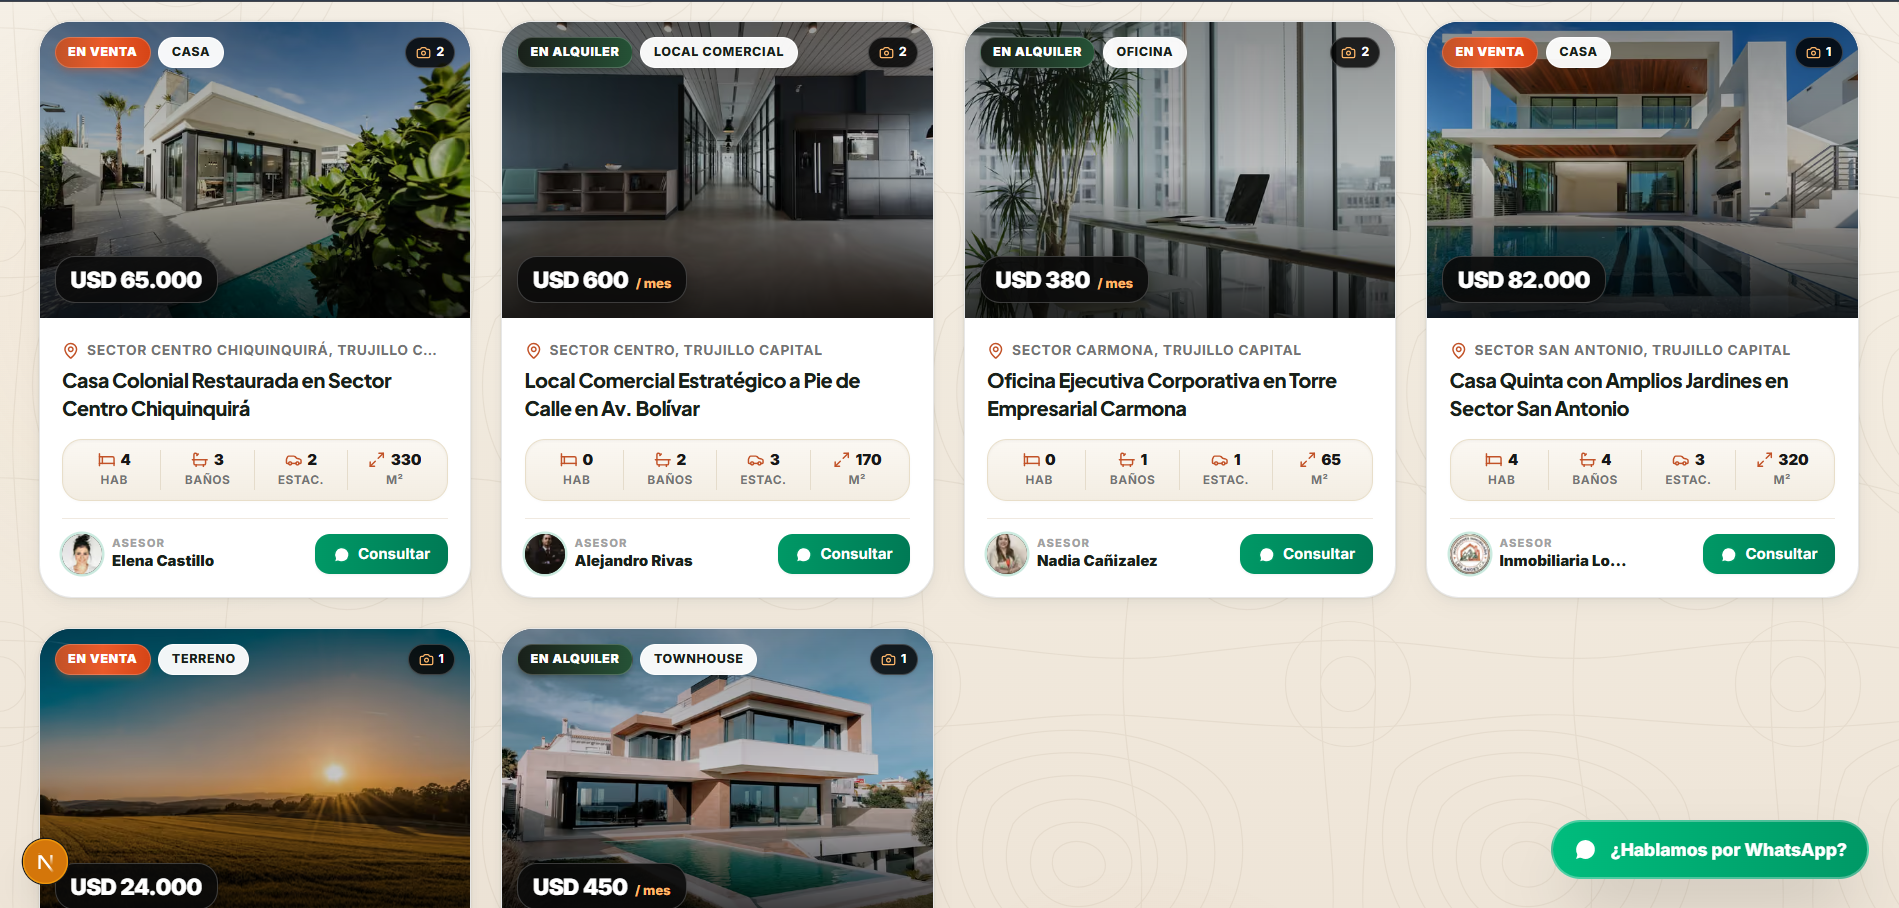 EN VENTA
CASA
2
USD 65.000
SECTOR CENTRO CHIQUINQUIRÁ, TRUJILLO C...
Casa Colonial Restaurada en Sector
Centro Chiquinquirá
4
HAB
3
BAÑOS
2
ESTAC.
330
M²
ASESOR
Elena Castillo
Consultar
EN ALQUILER
LOCAL COMERCIAL
2
USD 600 / mes
SECTOR CENTRO, TRUJILLO CAPITAL
Local Comercial Estratégico a Pie de
Calle en Av. Bolívar
0
HAB
2
BAÑOS
3
ESTAC.
170
M²
ASESOR
Alejandro Rivas
Consultar
EN ALQUILER
OFICINA
2
USD 380 / mes
SECTOR CARMONA, TRUJILLO CAPITAL
Oficina Ejecutiva Corporativa en Torre
Empresarial Carmona
0
HAB
1
BAÑOS
1
ESTAC.
65
M²
ASESOR
Nadia Cañizalez
Consultar
EN VENTA
CASA
1
USD 82.000
SECTOR SAN ANTONIO, TRUJILLO CAPITAL
Casa Quinta con Amplios Jardines en
Sector San Antonio
4
HAB
4
BAÑOS
3
ESTAC.
320
M²
ASESOR
Inmobiliaria Lo...
Consultar
EN VENTA
TERRENO
1
USD 24.000
N
EN ALQUILER
TOWNHOUSE
1
USD 450 / mes
¿Hablamos por WhatsApp?